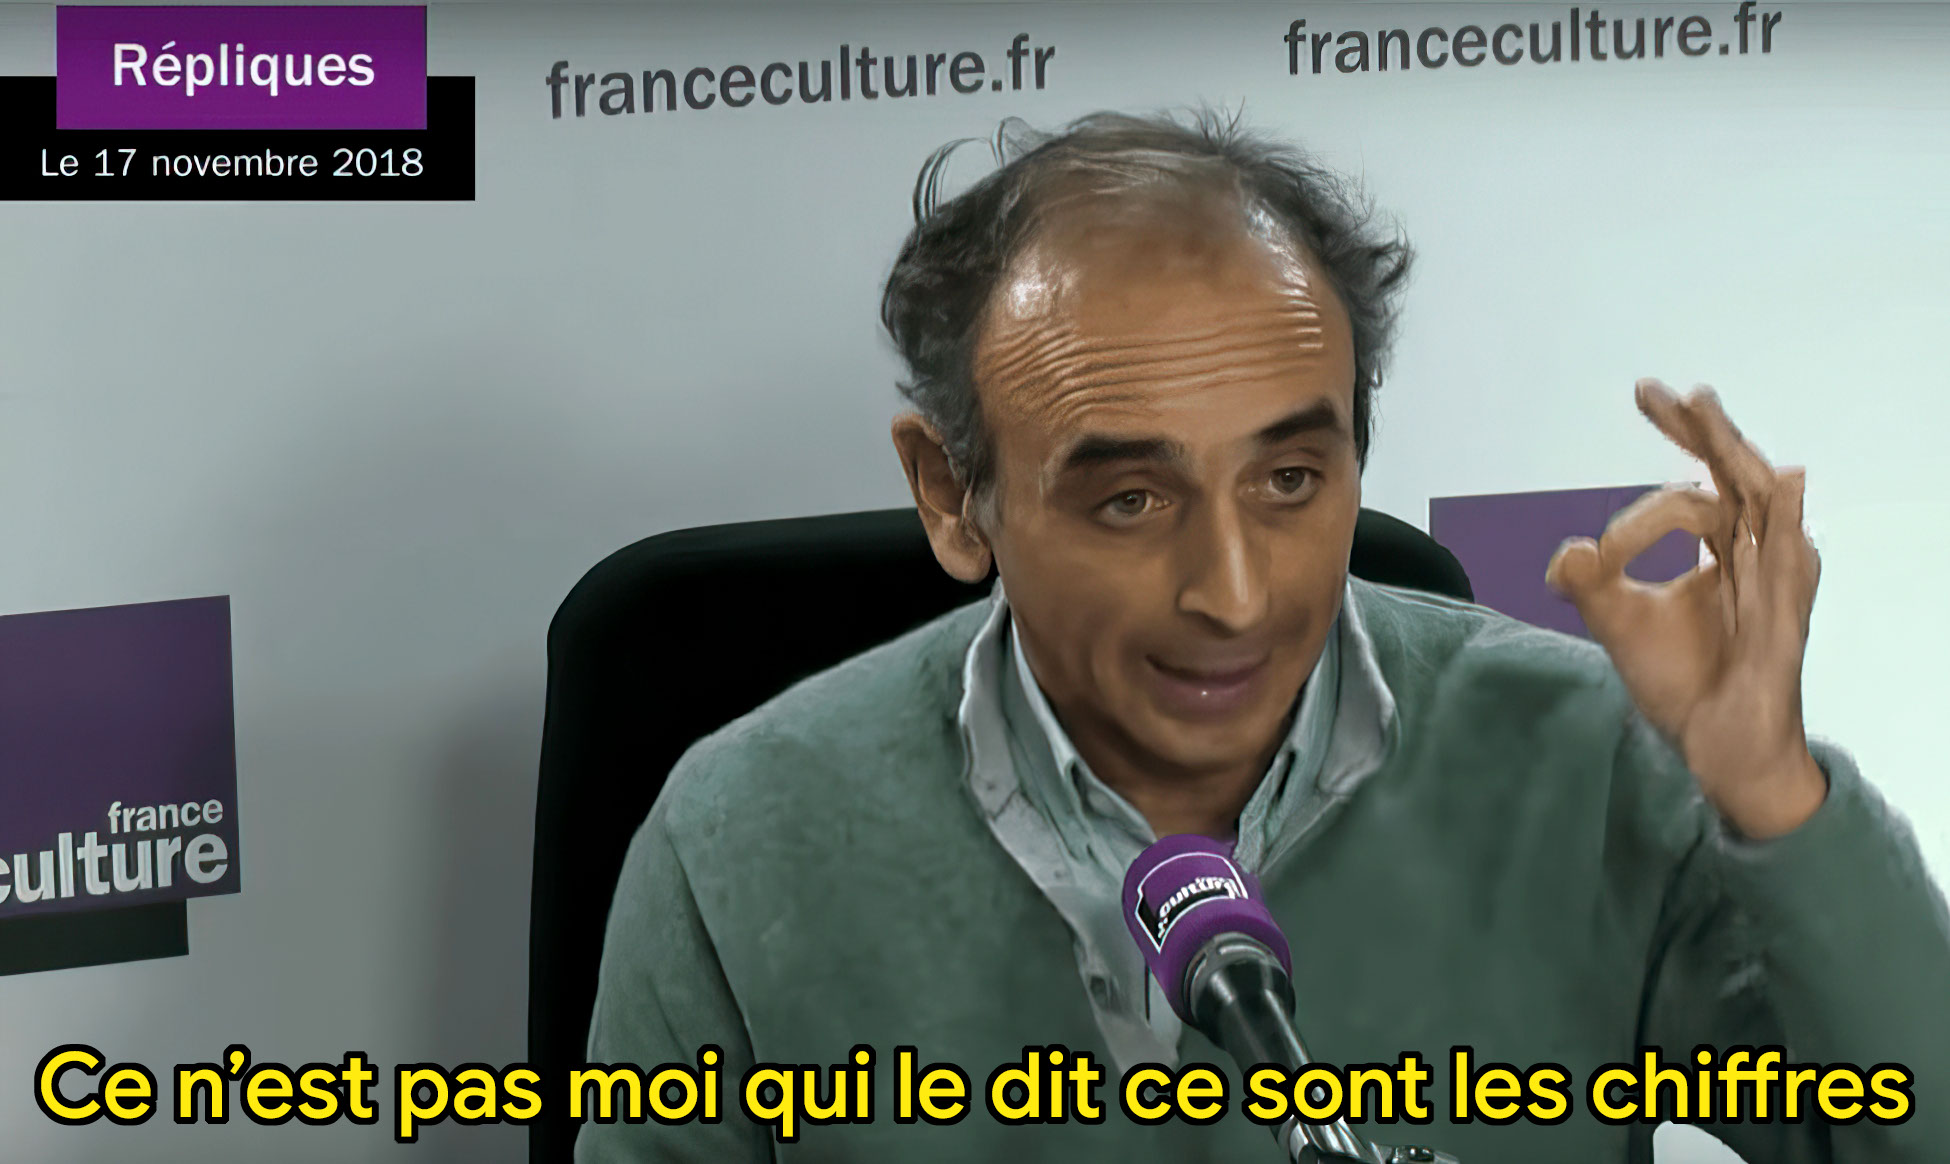 Répliques
Le 17 novembre 2018
franceculture.fr
franceculture.fr
france
culture
culture
Ce n’est pas moi qui le dit ce sont les chiffres